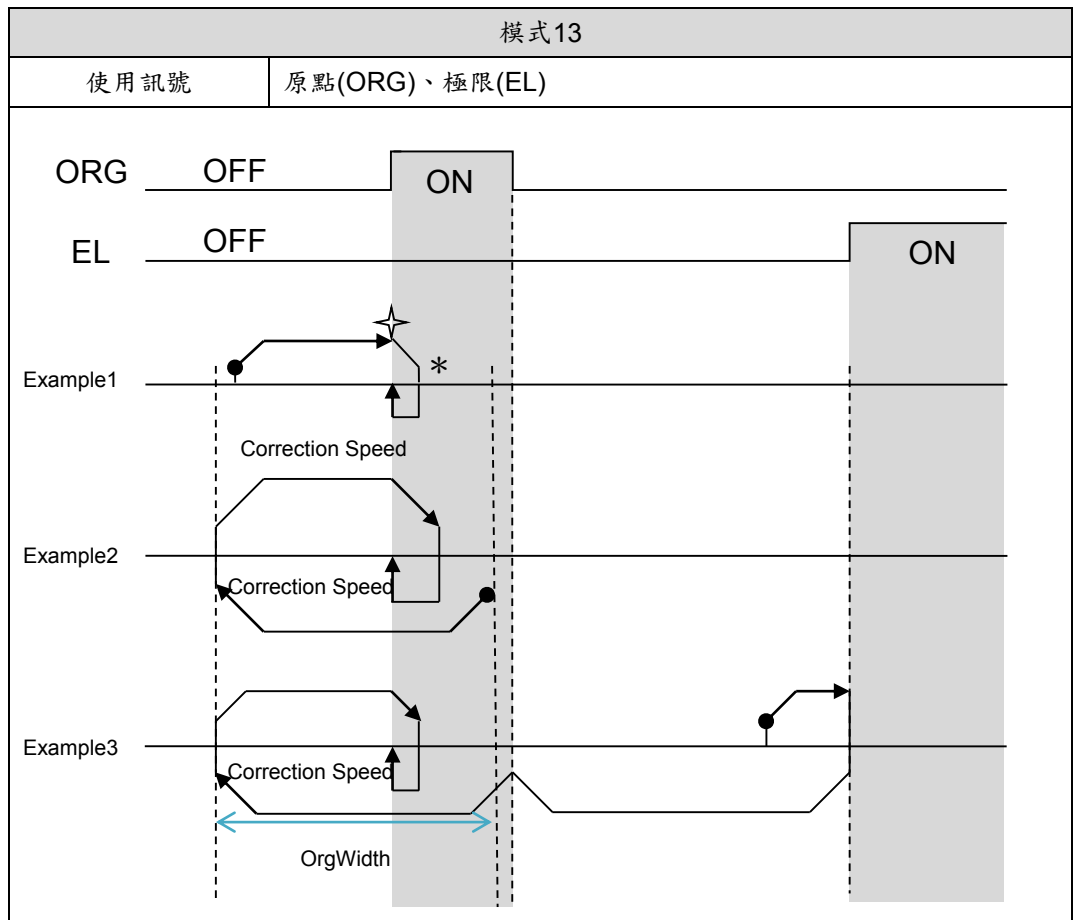 模式13
使用訊號 原點(ORG)、極限(EL)
ORG OFF ON
EL OFF ON
Example1 *
Correction Speed
Example2
Correction Speed
Example3
Correction Speed
OrgWidth